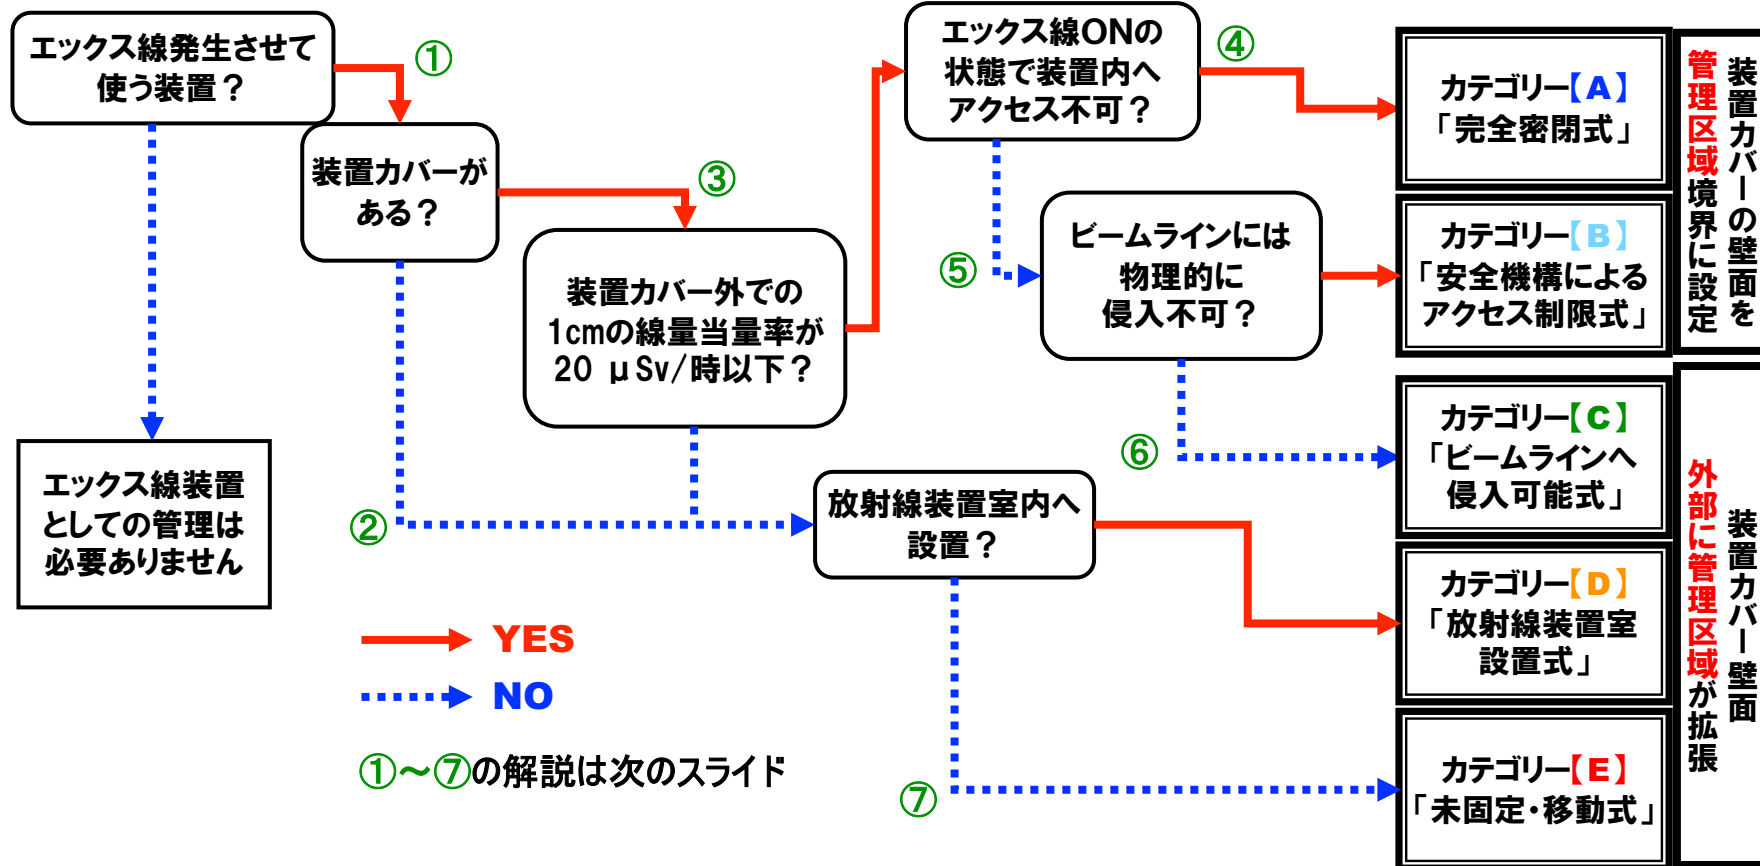 エックス線発生させて
使う装置？
①
装置カバーが
ある？
③
装置カバー外での
1cmの線量当量率が
20 μSv/時以下？
エックス線ONの
状態で装置内へ
アクセス不可？
④
⑤
ビームラインには
物理的に
侵入不可？
⑥
②
放射線装置室内へ
設置？
⑦
エックス線装置
としての管理は
必要ありません
YES
NO
①～⑦の解説は次のスライド
カテゴリー【A】
「完全密閉式」
カテゴリー【B】
「安全機構による
アクセス制限式」
カテゴリー【C】
「ビームラインへ
侵入可能式」
カテゴリー【D】
「放射線装置室
設置式」
カテゴリー【E】
「未固定・移動式」
装置カバーの壁面を
管理区域境界に設定
装置カバー壁面
外部に管理区域が拡張